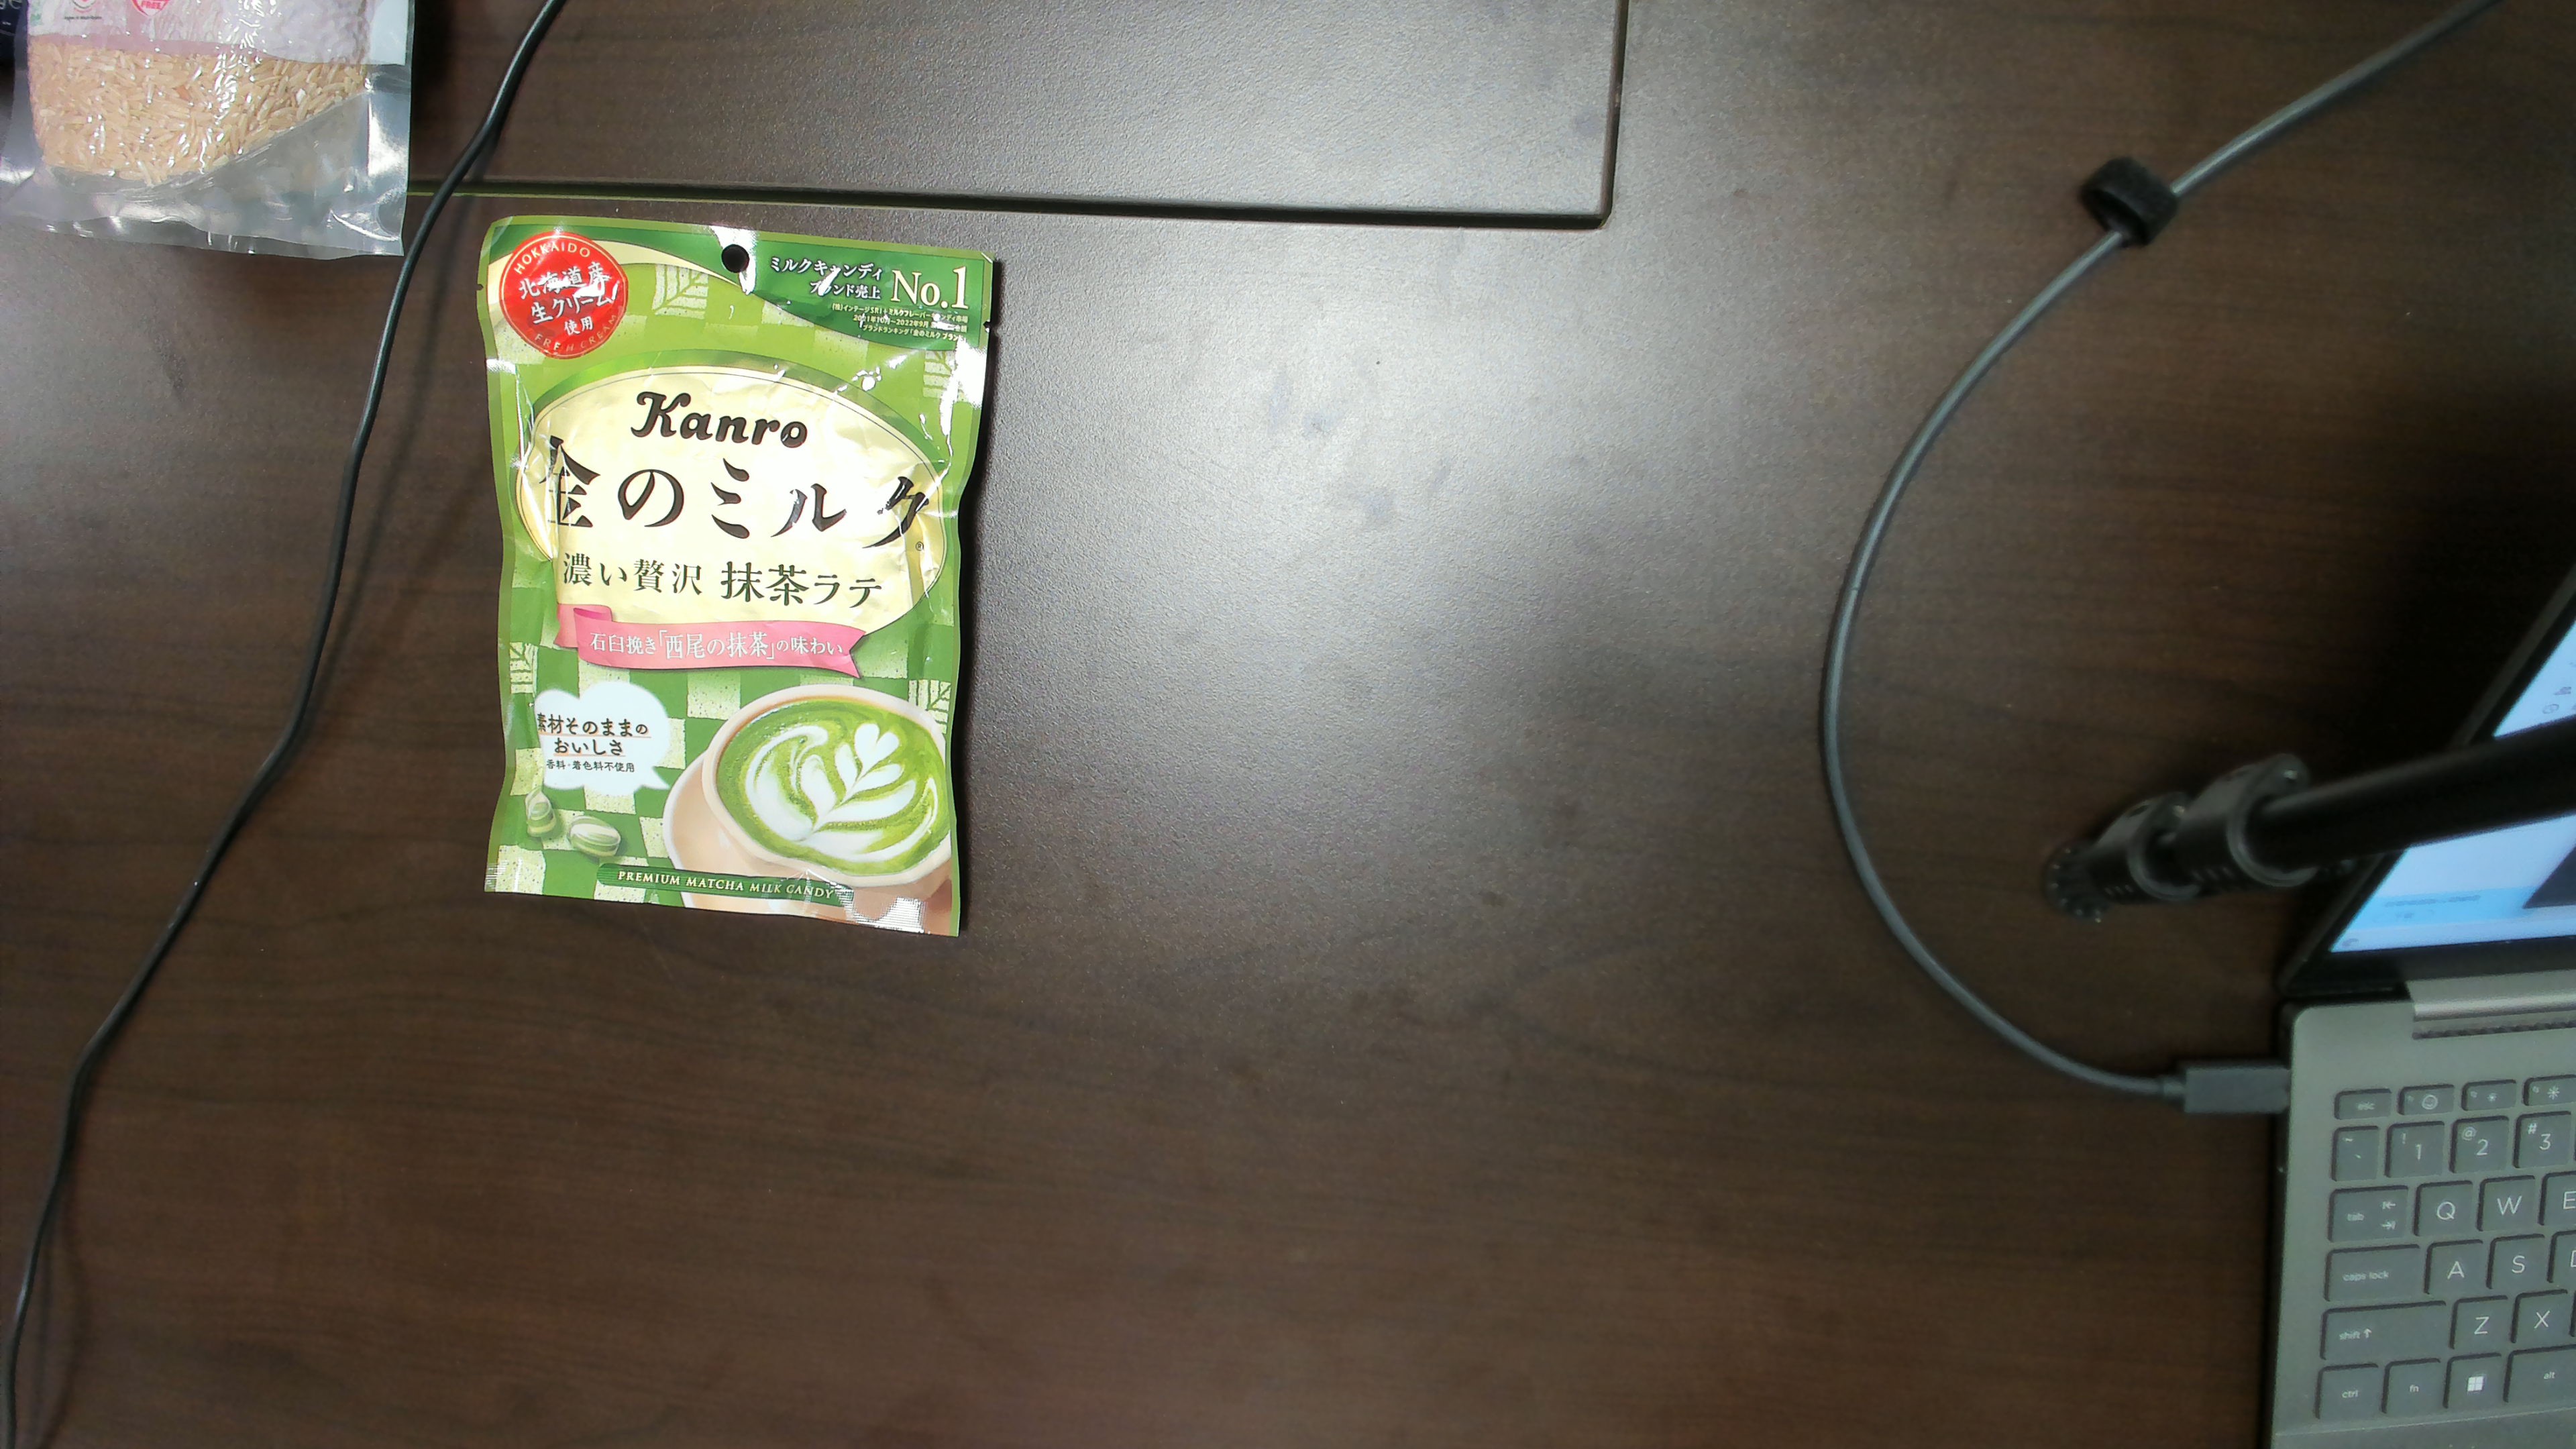 HOKKAIDO
北海道産
生クリーム
使用
FRESH CREAM
ミルクキャンディ
ブランド売上
No.1
Kanro
金のミルク
®
濃い贅沢 抹茶ラテ
石臼挽き「西尾の抹茶」の味わい
素材そのままの
おいしさ
香料・着色料不使用
PREMIUM MATCHA MILK CANDY
esc
~ `
! 1
@ 2
# 3
tab
Q
W
E
caps lock
A
S
shift
Z
X
ctrl
fn
alt